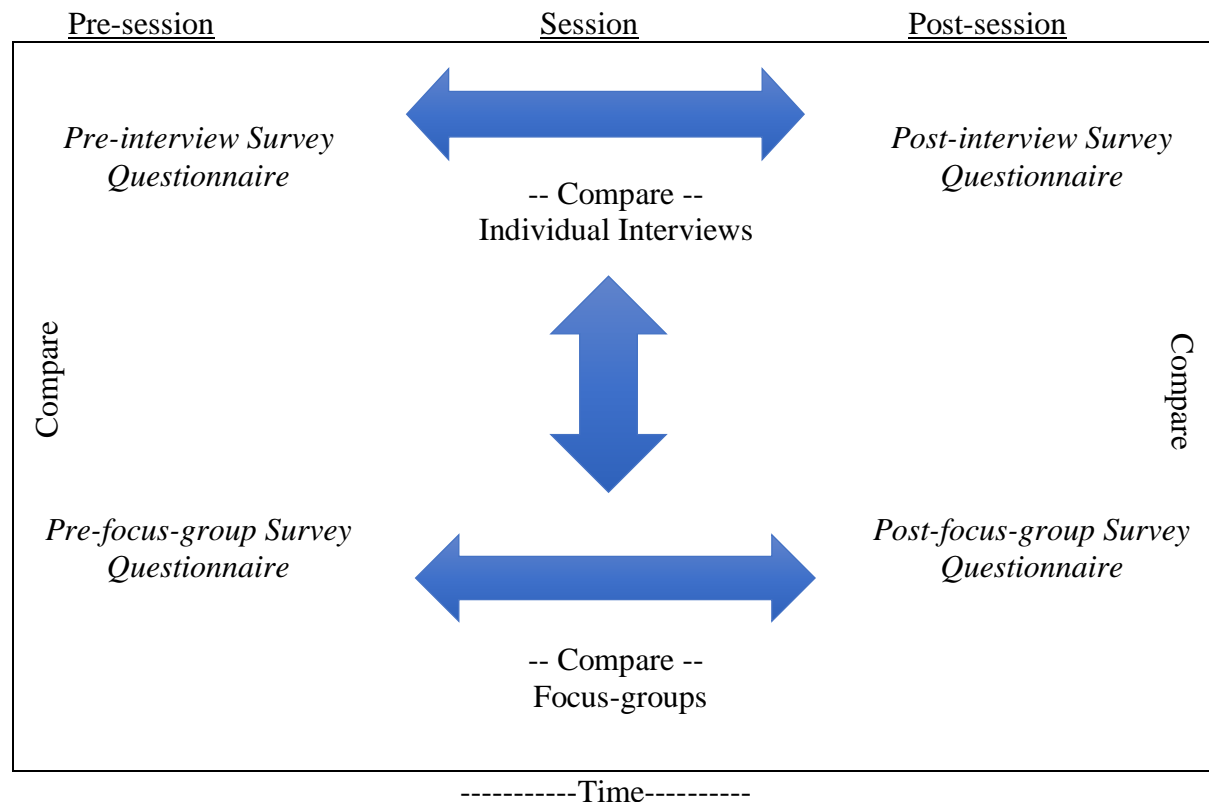 Pre-session
Session
Post-session
Pre-interview Survey
Questionnaire
Post-interview Survey
Questionnaire
-- Compare --
Individual Interviews
Compare
Compare
Pre-focus-group Survey
Questionnaire
Post-focus-group Survey
Questionnaire
-- Compare --
Focus-groups
-----------Time----------